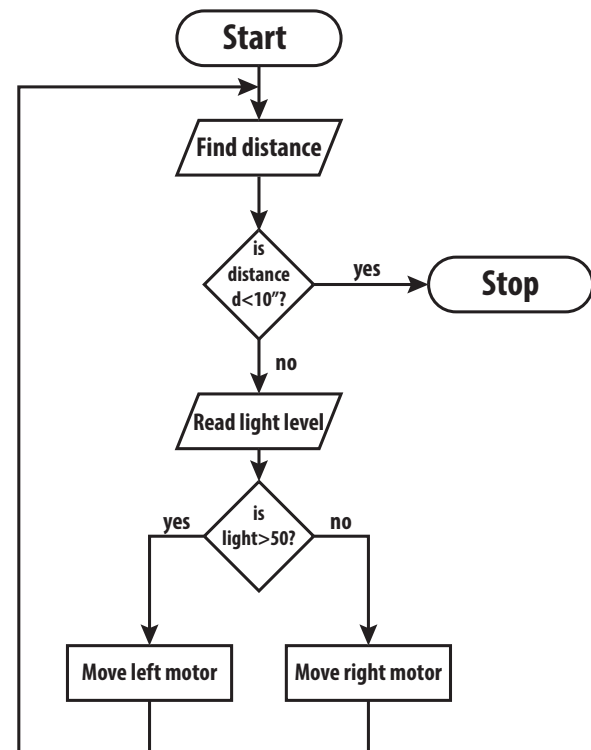 Start
Find distance
is
distance
d<10″?
yes
Stop
no
Read light level
is
light>50?
yes
no
Move left motor
Move right motor